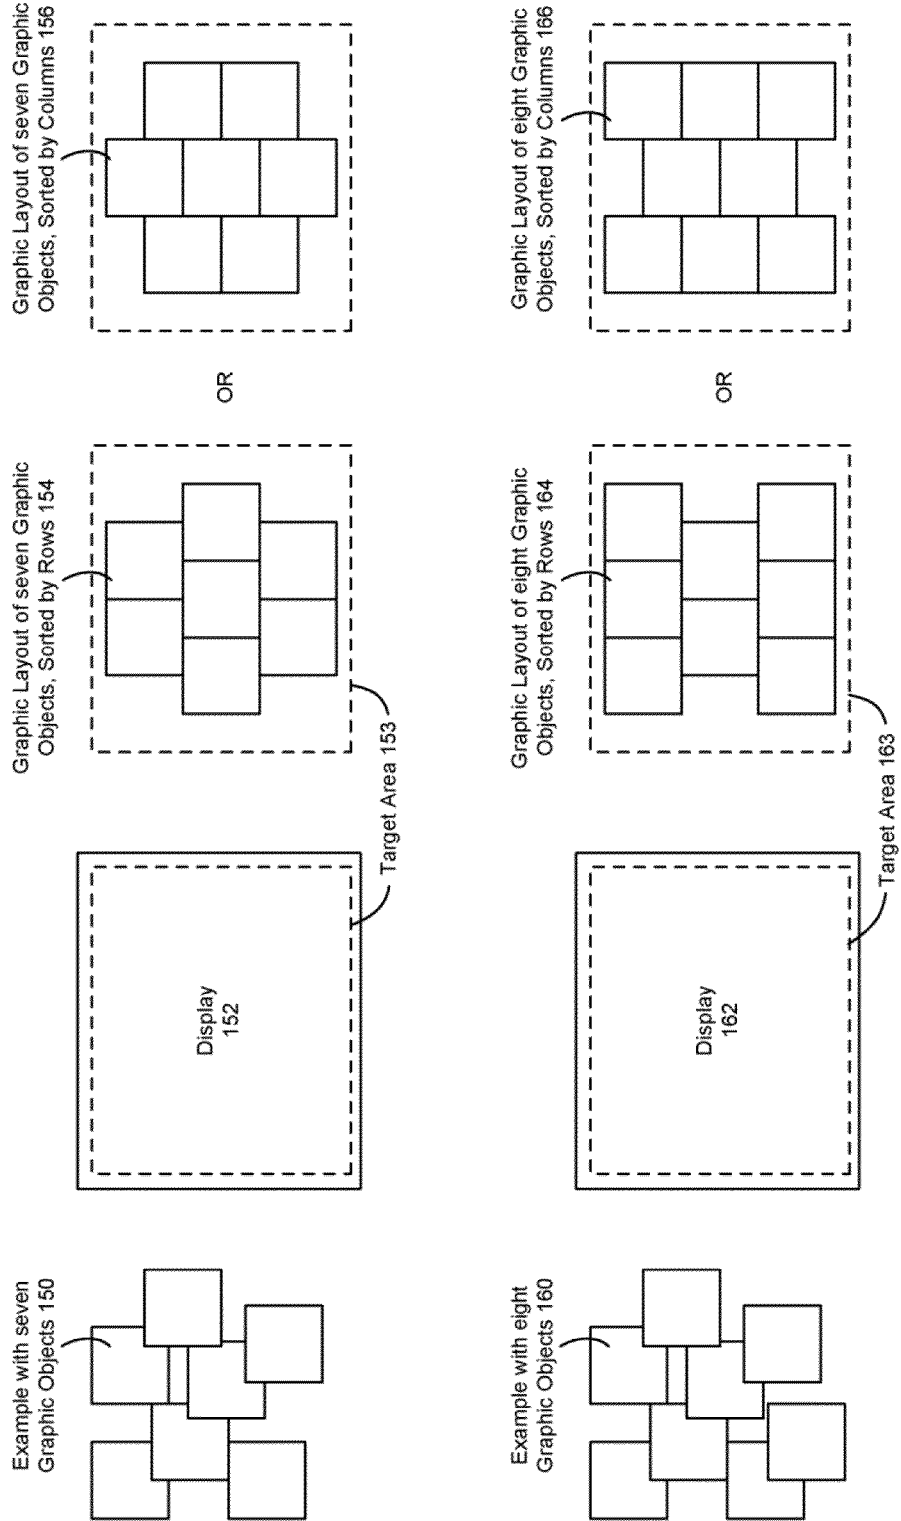 Example with seven
Graphic Objects 150
Display
152
Target Area 153
Graphic Layout of seven Graphic
Objects, Sorted by Rows 154
OR
Graphic Layout of seven Graphic
Objects, Sorted by Columns 156
Example with eight
Graphic Objects 160
Display
162
Target Area 163
Graphic Layout of eight Graphic
Objects, Sorted by Rows 164
OR
Graphic Layout of eight Graphic
Objects, Sorted by Columns 166